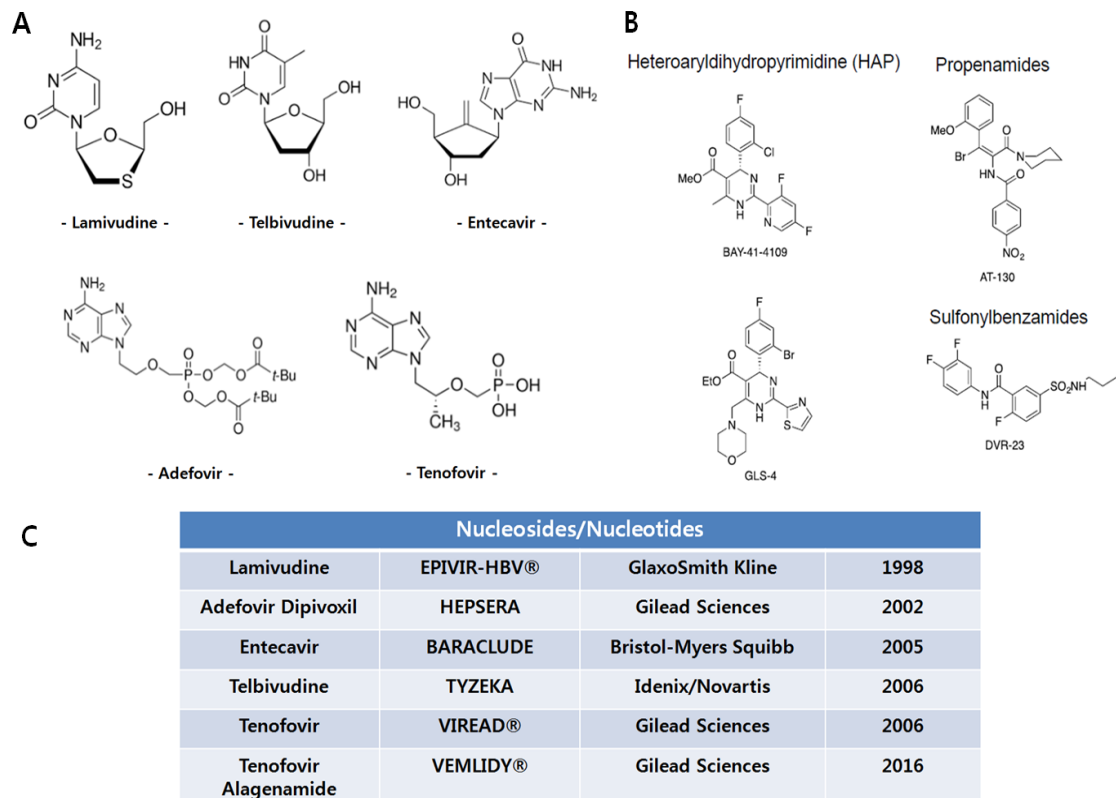 A
NH₂
N
O
N
O
OH
S
- Lamivudine -
O
HN
O
N
O
OH
OH
- Telbivudine -
O
N
NH
HO
N
N
NH₂
OH
- Entecavir -
NH₂
N
N
N
N
O
O
P
O
O
O
t-Bu
O
t-Bu
O
- Adefovir -
NH₂
N
N
N
N
O
O
P
OH
OH
CH₃
- Tenofovir -
B
Heteroaryldihydropyrimidine (HAP)
F
Cl
O
MeO
N
F
N
H
N
F
BAY-41-4109
F
Br
O
EtO
N
N
N
H
N
S
O
GLS-4
Propenamides
MeO
O
Br
N
HN
O
NO₂
AT-130
Sulfonylbenzamides
F
F
O
N
H
SO₂NH
F
DVR-23
C
Nucleosides/Nucleotides
Lamivudine EPIVIR-HBV® GlaxoSmith Kline 1998
Adefovir Dipivoxil HEPSERA Gilead Sciences 2002
Entecavir BARACLUDE Bristol-Myers Squibb 2005
Telbivudine TYZEKA Idenix/Novartis 2006
Tenofovir VIREAD® Gilead Sciences 2006
Tenofovir Alagenamide VEMLIDY® Gilead Sciences 2016